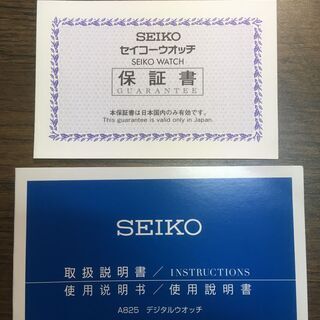 SEIKO
セイコーウオッチ
SEIKO WATCH
保証書
GUARANTEE
本保証書は日本国内のみ有効です。
This guarantee is valid only in Japan.
SEIKO
取扱説明書／INSTRUCTIONS
使用说明书／使用說明書
A825 デジタルウオッチ